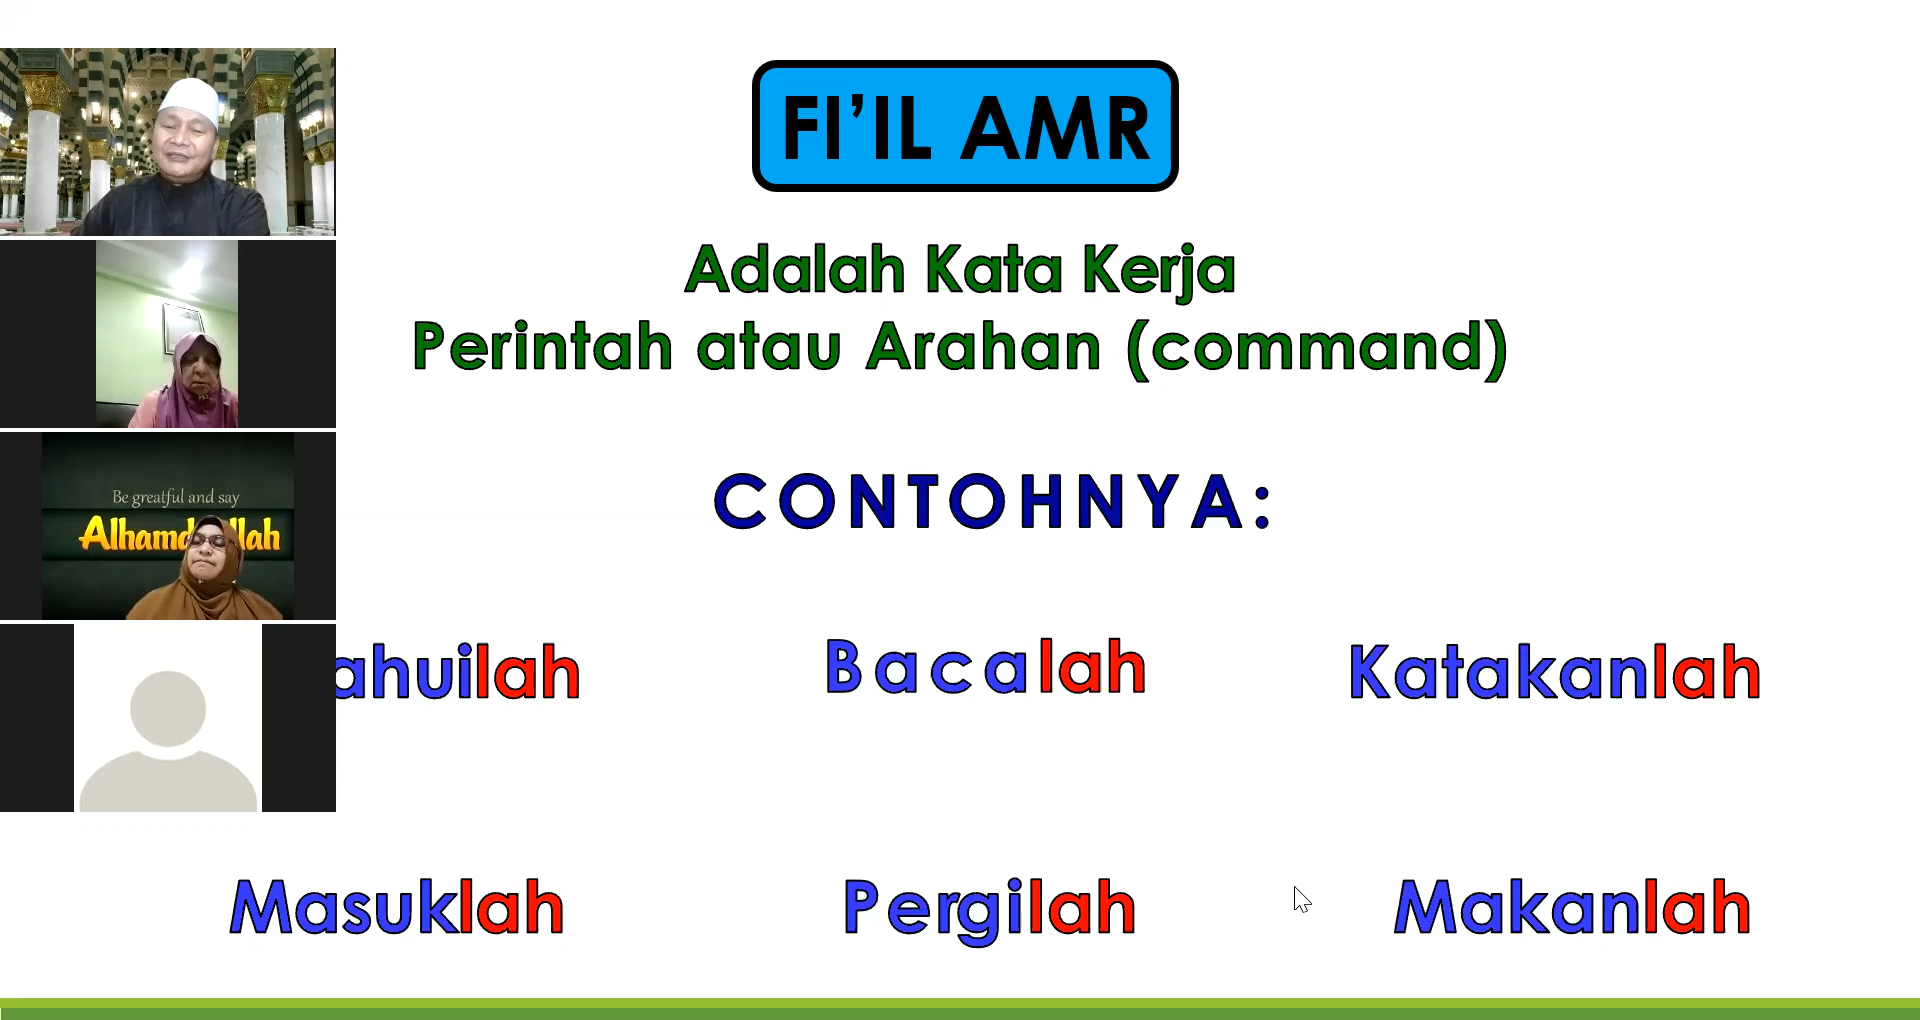 FI'IL AMR
Adalah Kata Kerja
Perintah atau Arahan (command)
CONTOHNYA:
Be greatful and say
ahuilah
Bacalah
Katakanlah
Masuklah
Pergilah
Makanlah